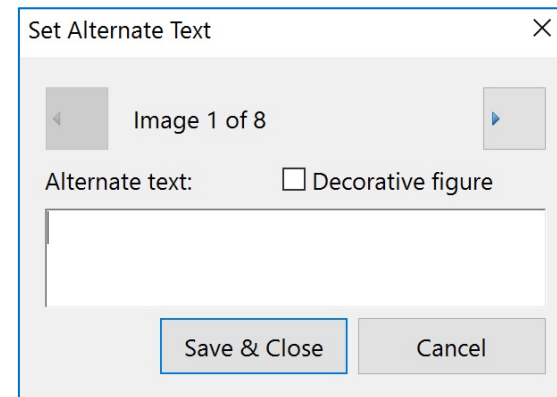 Set Alternate Text
Image 1 of 8
Alternate text: Decorative figure
Save & Close Cancel